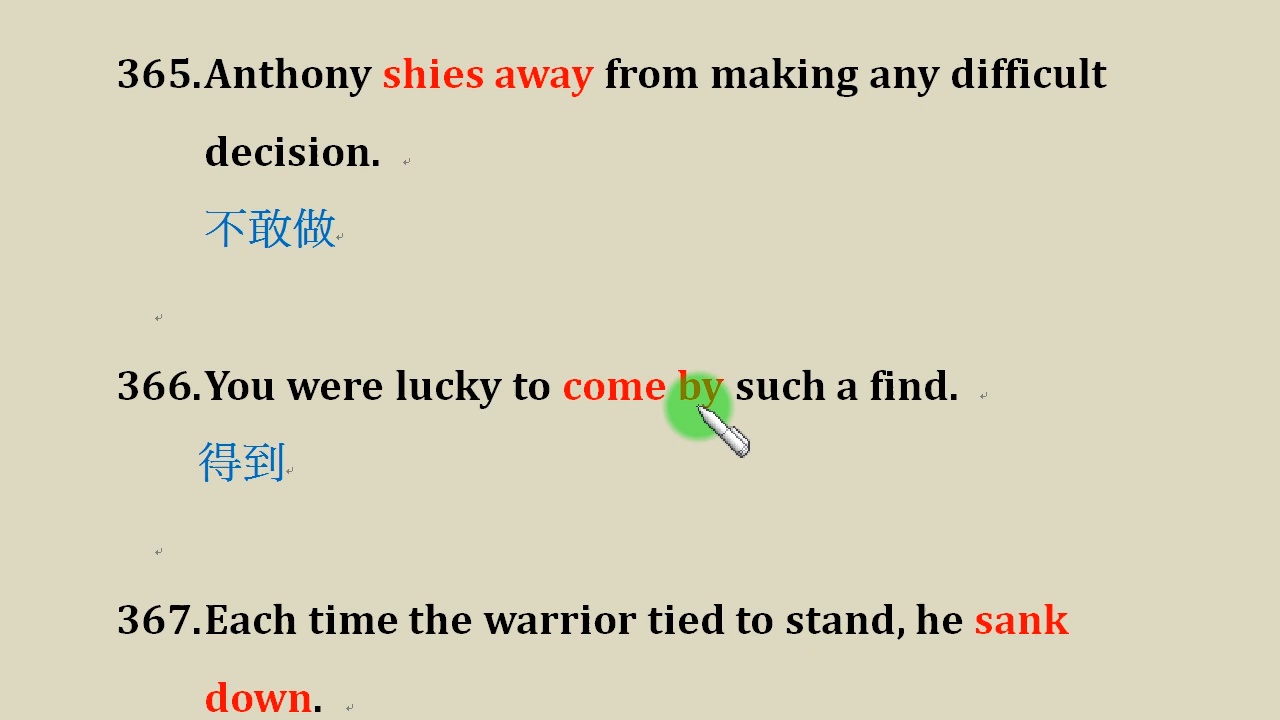 365.Anthony shies away from making any difficult
decision.
不敢做
366.You were lucky to come by such a find.
得到
367.Each time the warrior tied to stand, he sank
down.